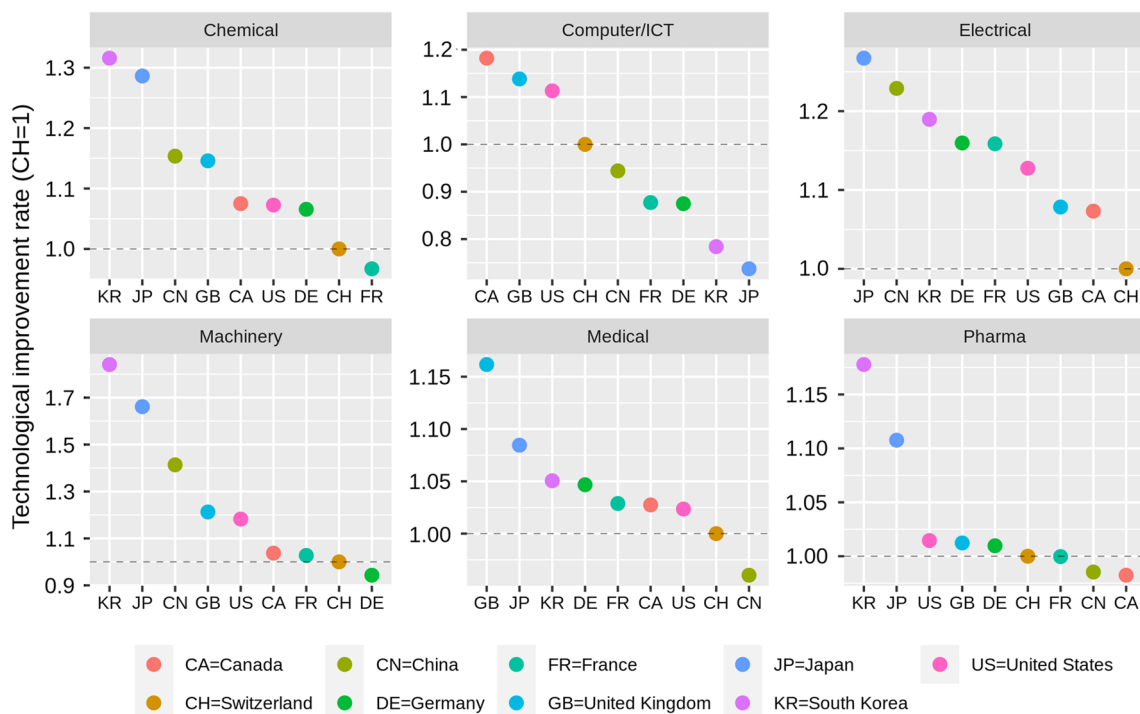 Technological improvement rate (CH=1)
Chemical
1.3
1.2
1.1
1.0
KR JP CN GB CA US DE CH FR
Computer/ICT
1.2
1.1
1.0
0.9
0.8
CA GB US CH CN FR DE KR JP
Electrical
1.2
1.1
1.0
JP CN KR DE FR US GB CA CH
Machinery
1.7
1.5
1.3
1.1
0.9
KR JP CN GB US CA FR CH DE
Medical
1.15
1.10
1.05
1.00
GB JP KR DE FR CA US CH CN
Pharma
1.15
1.10
1.05
1.00
KR JP US GB DE CH FR CN CA
CA=Canada CN=China FR=France JP=Japan US=United States
CH=Switzerland DE=Germany GB=United Kingdom KR=South Korea